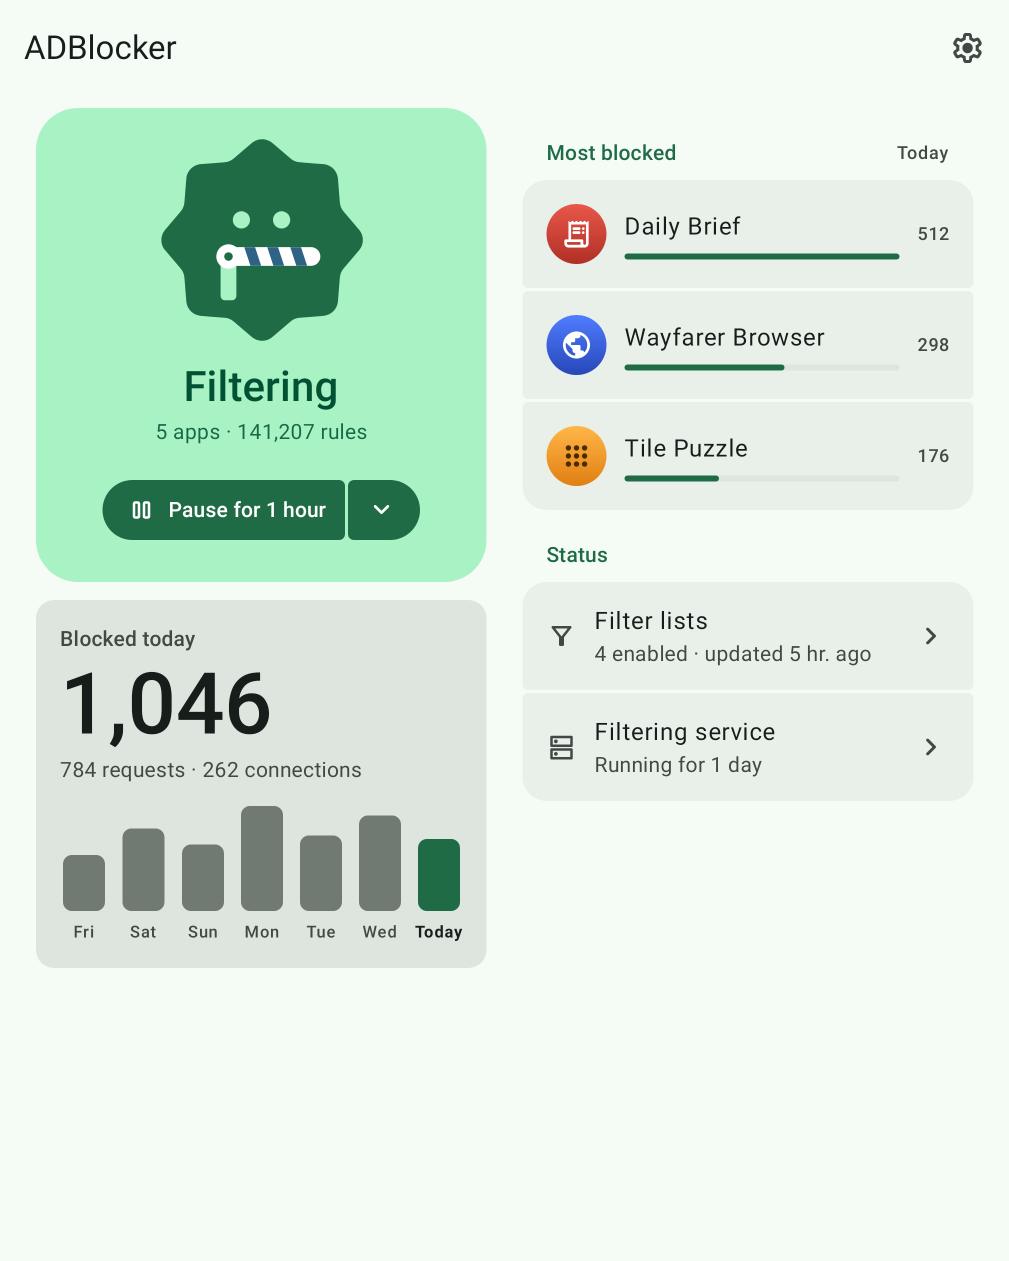 ADBlocker
Filtering
5 apps · 141,207 rules
Pause for 1 hour
Blocked today
1,046
784 requests · 262 connections
Fri Sat Sun Mon Tue Wed Today
Most blocked Today
Daily Brief 512
Wayfarer Browser 298
Tile Puzzle 176
Status
Filter lists
4 enabled · updated 5 hr. ago
Filtering service
Running for 1 day